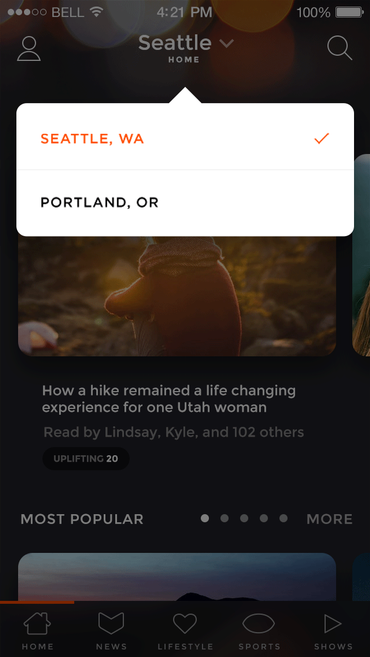 BELL 4:21 PM 100%
Seattle
HOME
SEATTLE, WA
PORTLAND, OR
How a hike remained a life changing
experience for one Utah woman
Read by Lindsay, Kyle, and 102 others
UPLIFTING 20
MOST POPULAR MORE
HOME NEWS LIFESTYLE SPORTS SHOWS